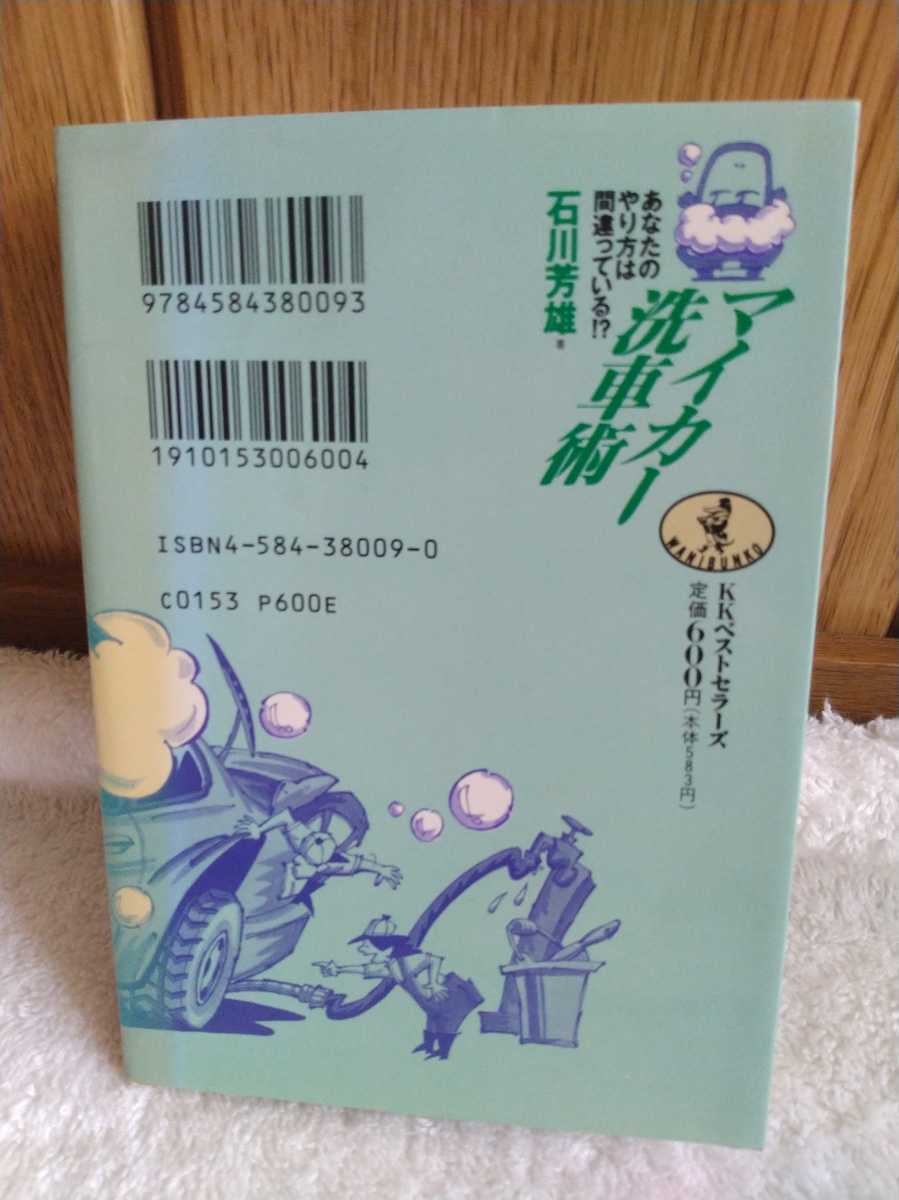 マイカー
洗車術
あなたの
やり方は
間違っている!?
石川芳雄
9784584380093
1910153006004
ISBN4-584-38009-0
C0153 P600E
WANIBUNKO
KKベストセラーズ
定価600円(本体583円)